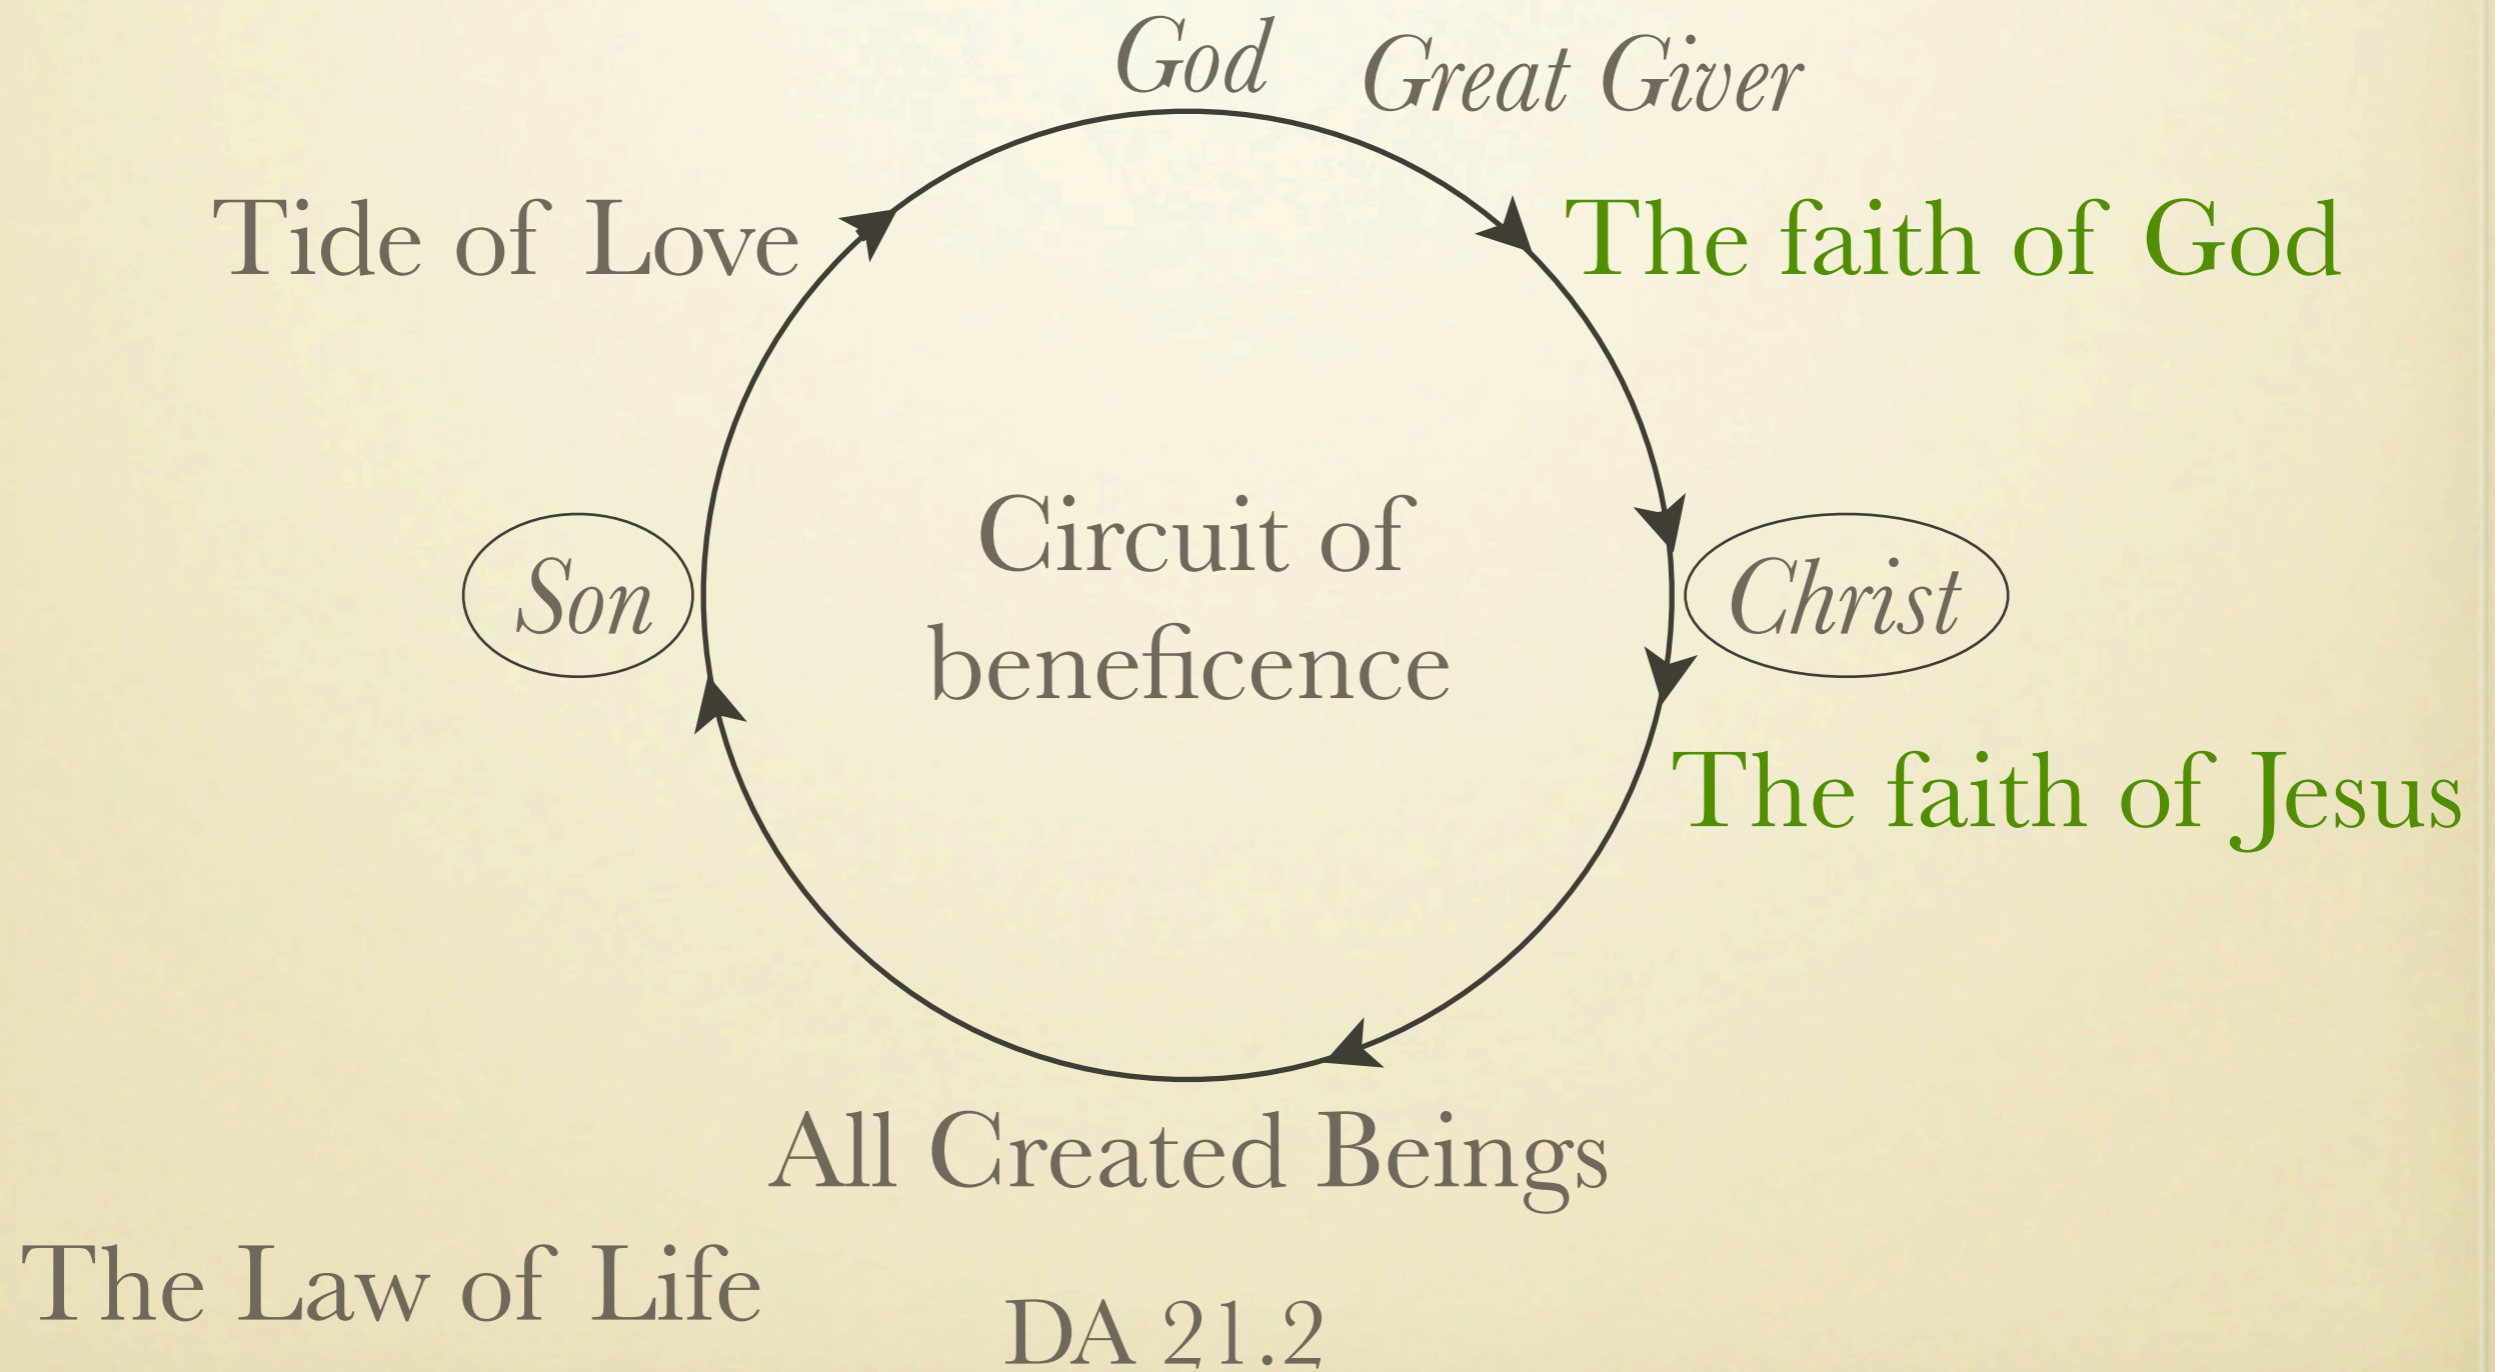 God
Great Giver
Tide of Love
The faith of God
Circuit of
beneficence
Son
Christ
The faith of Jesus
All Created Beings
The Law of Life
DA 21.2